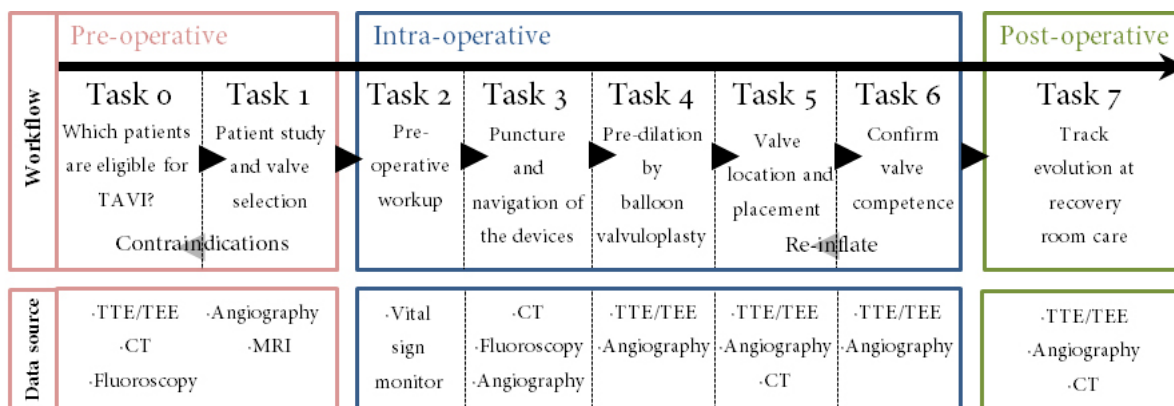 Pre-operative
Intra-operative
Post-operative
Workflow
Task 0
Which patients
are eligible for
TAVI?
Task 1
Patient study
and valve
selection
Contraindications
Task 2
Pre-
operative
workup
Task 3
Puncture
and
navigation of
the devices
Task 4
Pre-dilation
by
balloon
valvuloplasty
Task 5
Valve
location and
placement
Task 6
Confirm
valve
competence
Re-inflate
Task 7
Track
evolution at
recovery
room care
Data source
·TTE/TEE
·CT
·Fluoroscopy
·Angiography
·MRI
·Vital
sign
monitor
·CT
·Fluoroscopy
·Angiography
·TTE/TEE
·Angiography
·TTE/TEE
·Angiography
·CT
·TTE/TEE
·Angiography
·TTE/TEE
·Angiography
·CT